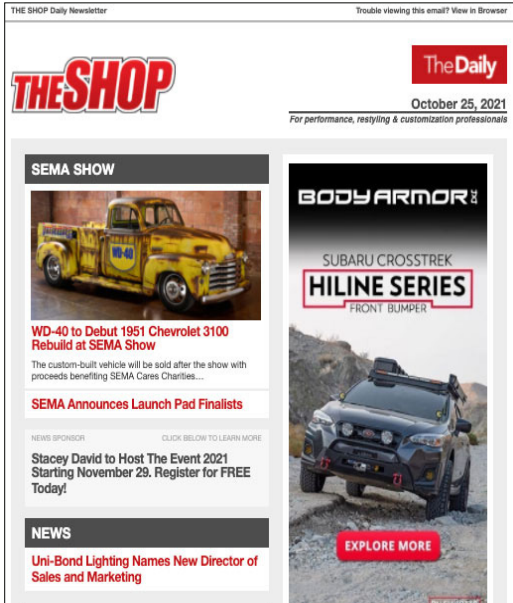 THE SHOP Daily Newsletter
Trouble viewing this email? View in Browser
THE SHOP
The Daily
October 25, 2021
For performance, restyling & customization professionals
SEMA SHOW
WD-40
WD-40 to Debut 1951 Chevrolet 3100
Rebuild at SEMA Show
The custom-built vehicle will be sold after the show with
proceeds benefiting SEMA Cares Charities....
SEMA Announces Launch Pad Finalists
NEWS SPONSOR
CLICK BELOW TO LEARN MORE
Stacey David to Host The Event 2021
Starting November 29. Register for FREE
Today!
NEWS
Uni-Bond Lighting Names New Director of
Sales and Marketing
BODY ARMOR
SUBARU CROSSTREK
HILINE SERIES
FRONT BUMPER
EXPLORE MORE